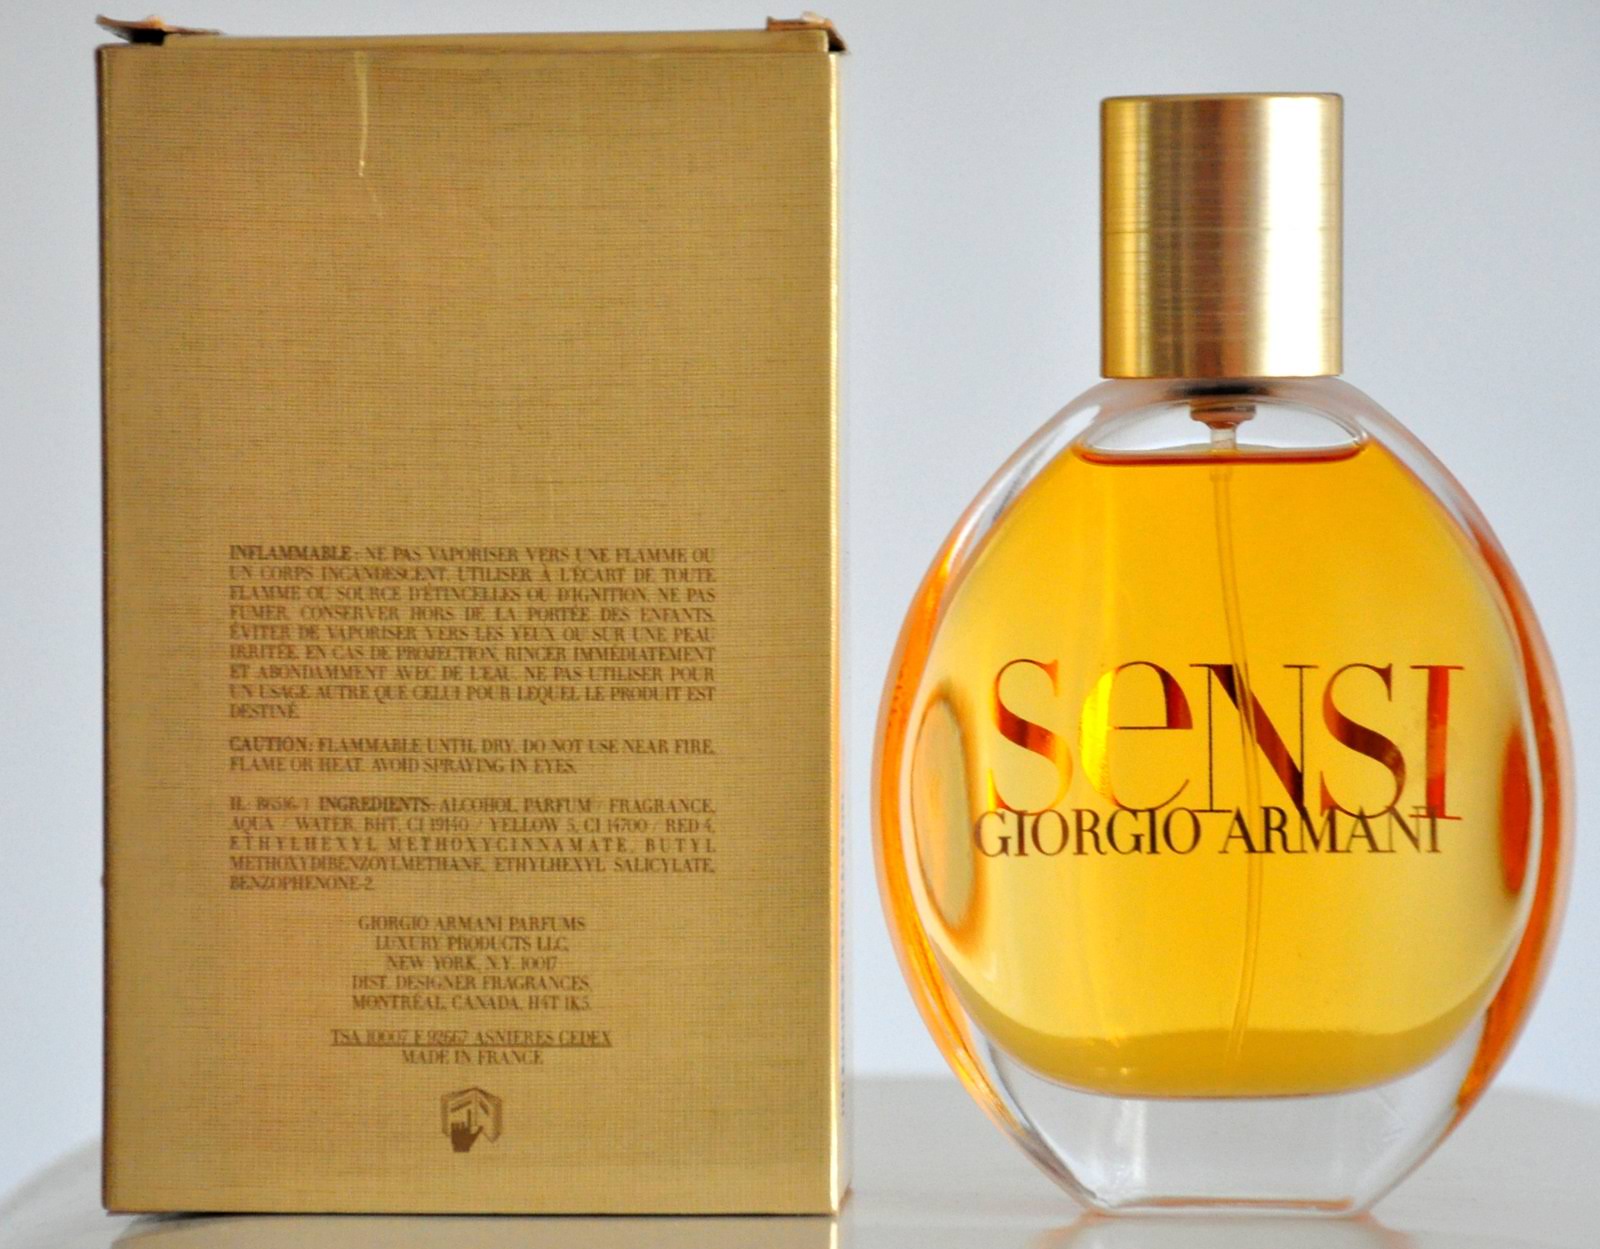 INFLAMMABLE : NE PAS VAPORISER VERS UNE FLAMME OU
UN CORPS INCANDESCENT. UTILISER À L'ÉCART DE TOUTE
FLAMME OU SOURCE D'ÉTINCELLES OU D'IGNITION. NE PAS
FUMER. CONSERVER HORS DE LA PORTÉE DES ENFANTS.
ÉVITER DE VAPORISER VERS LES YEUX OU SUR UNE PEAU
IRRITÉE. EN CAS DE PROJECTION, RINCER IMMÉDIATEMENT
ET ABONDAMMENT AVEC DE L'EAU. NE PAS UTILISER POUR
UN USAGE AUTRE QUE CELUI POUR LEQUEL LE PRODUIT EST
DESTINÉ.
CAUTION: FLAMMABLE UNTIL DRY. DO NOT USE NEAR FIRE,
FLAME OR HEAT. AVOID SPRAYING IN EYES.
IL: B6516/1 INGREDIENTS: ALCOHOL, PARFUM / FRAGRANCE,
AQUA / WATER, BHT, CI 19140 / YELLOW 5, CI 14700 / RED 4,
ETHYLHEXYL METHOXYCINNAMATE, BUTYL
METHOXYDIBENZOYLMETHANE, ETHYLHEXYL SALICYLATE,
BENZOPHENONE-2.
GIORGIO ARMANI PARFUMS
LUXURY PRODUCTS LLC,
NEW YORK, N.Y. 10017
DIST. DESIGNER FRAGRANCES,
MONTRÉAL, CANADA, H4T 1K5.
TSA 10007 F 92667 ASNIERES CEDEX
MADE IN FRANCE
SeNSI
GIORGIO ARMANI